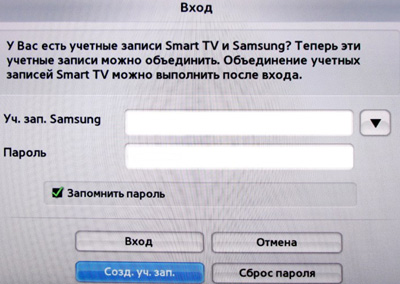 Вход
У Вас есть учетные записи Smart TV и Samsung? Теперь эти
учетные записи можно объединить. Объединение учетных
записей Smart TV можно выполнить после входа.
Уч. зап. Samsung
Пароль
Запомнить пароль
Вход
Отмена
Созд. уч. зап.
Сброс пароля